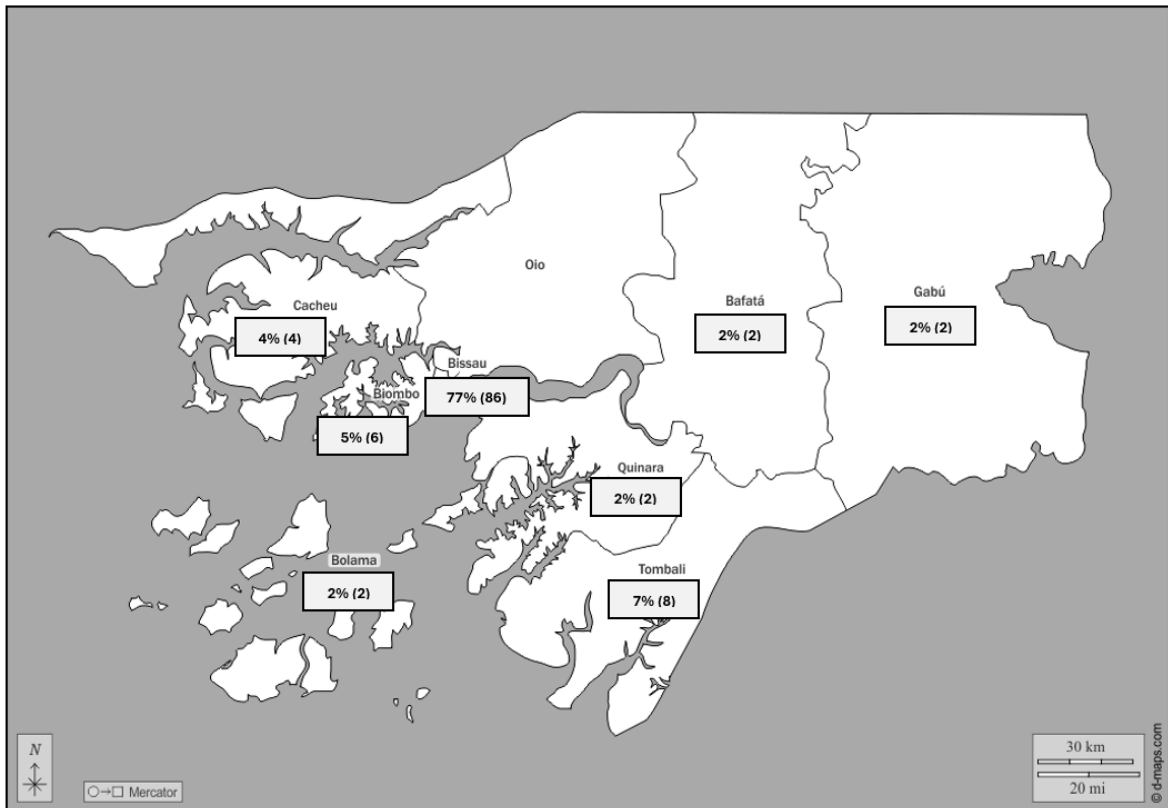 Oio
Cacheu
4% (4)
Bafatá
2% (2)
Gabú
2% (2)
Bissau
77% (86)
Biombo
5% (6)
Quinara
2% (2)
Bolama
2% (2)
Tombali
7% (8)
N
Mercator
30 km
20 mi
© d-maps.com